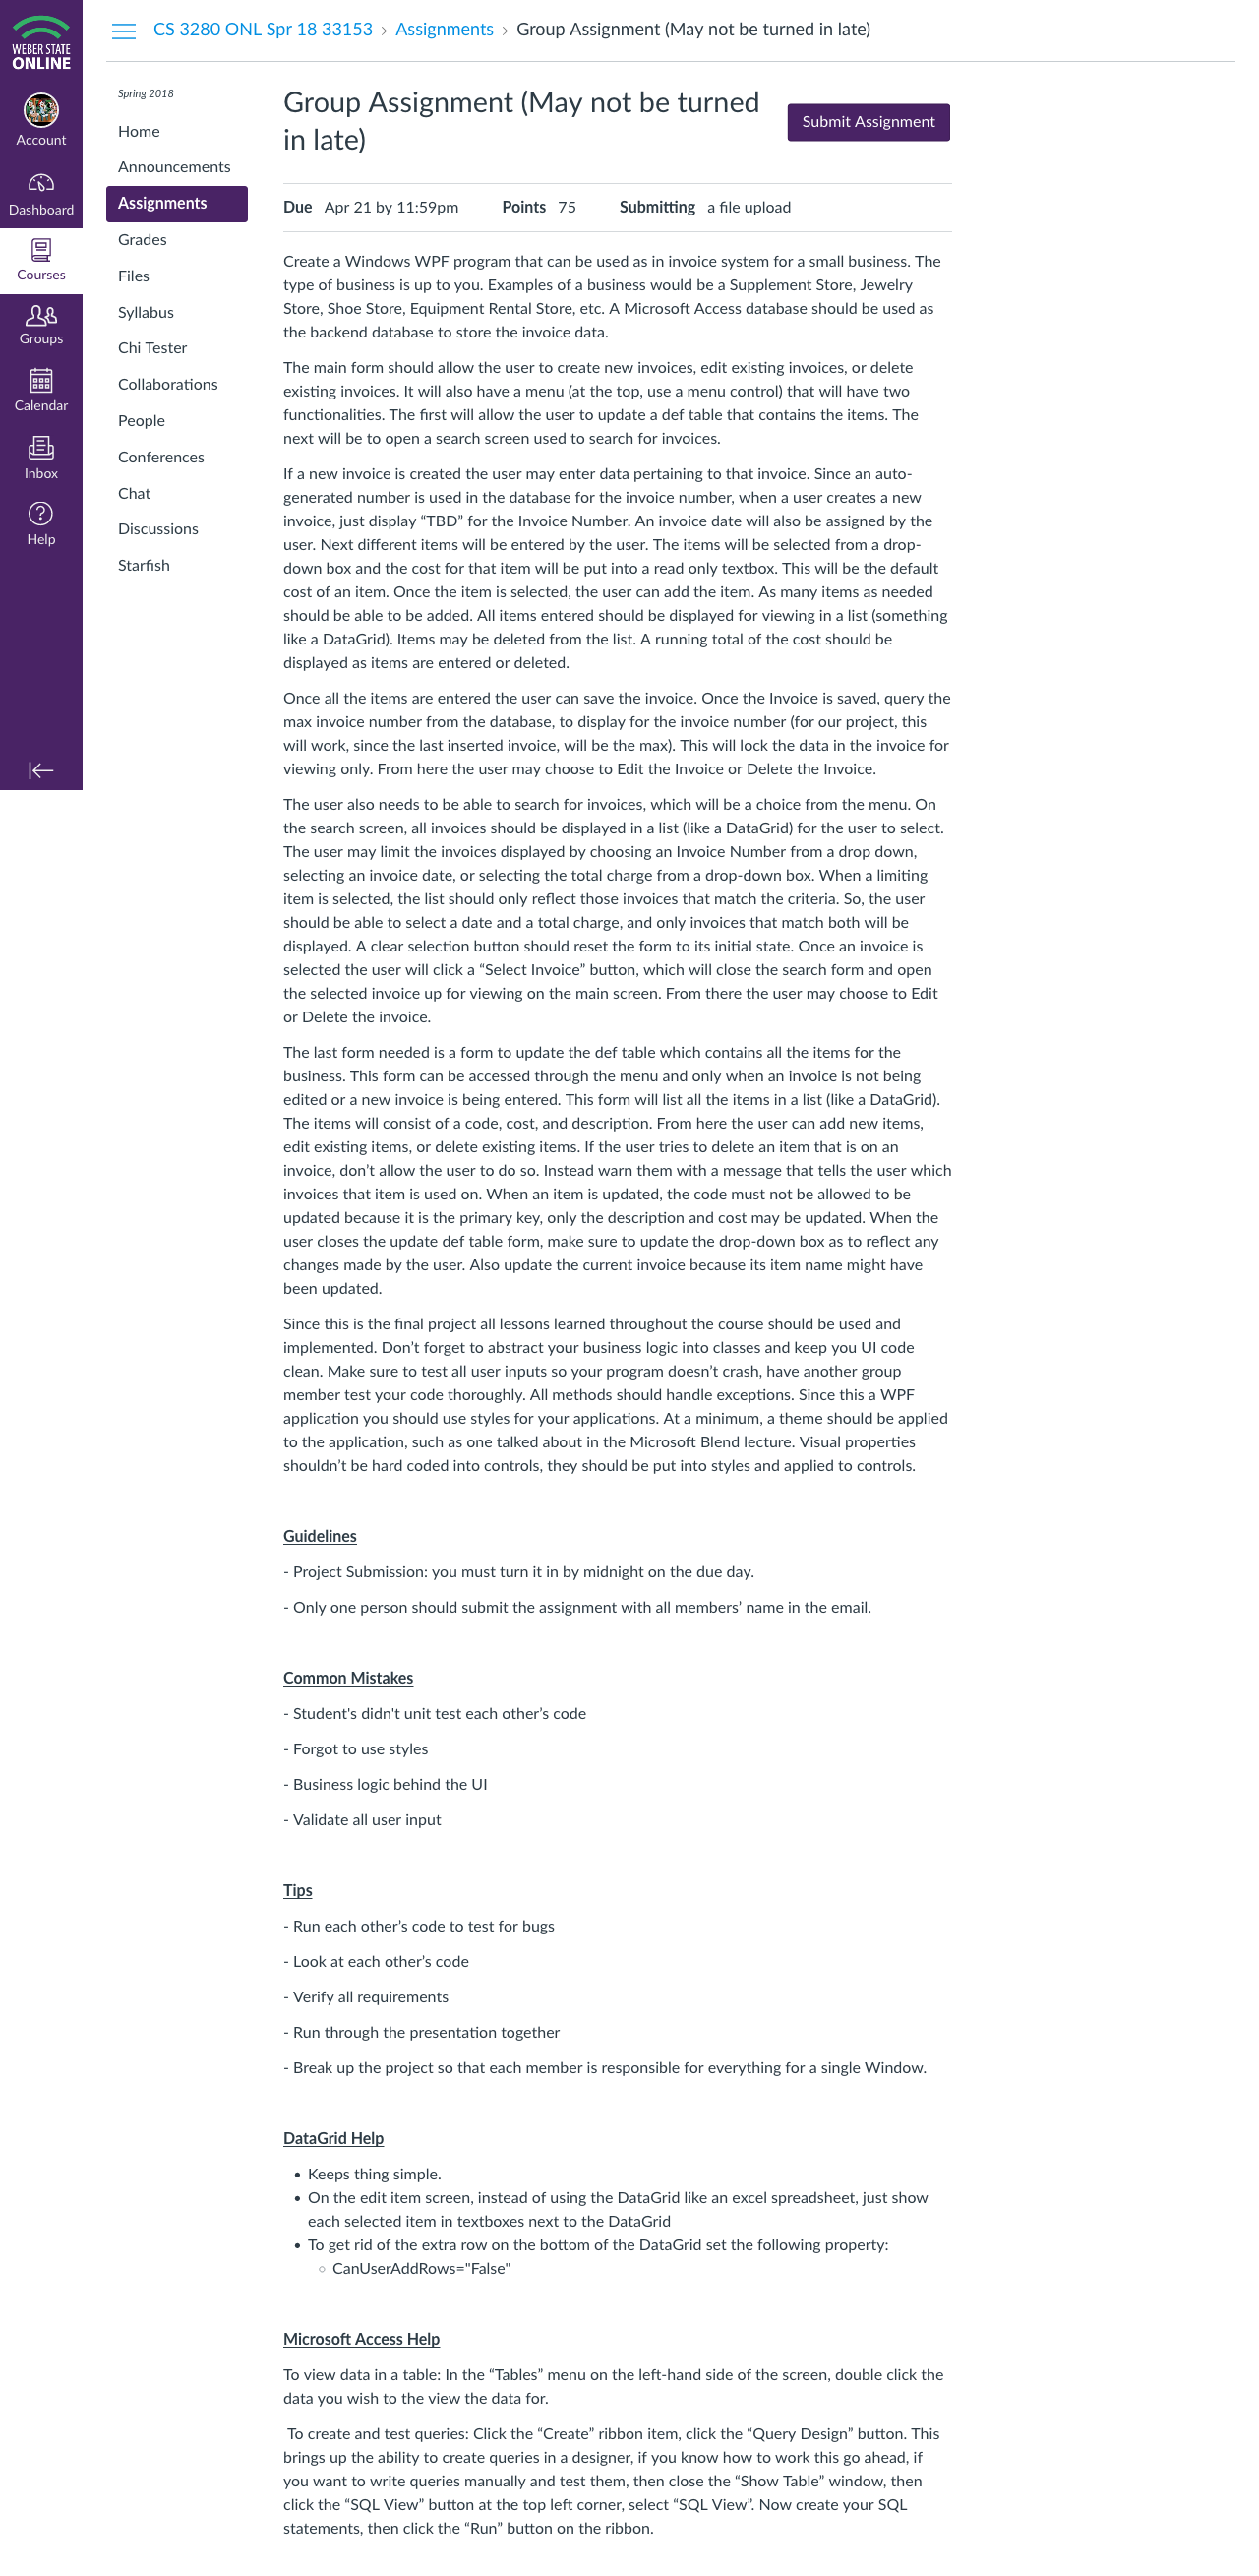 WEBER STATE
ONLINE
Account
Dashboard
Courses
Groups
Calendar
Inbox
Help
CS 3280 ONL Spr 18 33153 > Assignments > Group Assignment (May not be turned in late)
Spring 2018
Home
Announcements
Assignments
Grades
Files
Syllabus
Chi Tester
Collaborations
People
Conferences
Chat
Discussions
Starfish
Group Assignment (May not be turned
in late)
Submit Assignment
Due Apr 21 by 11:59pm Points 75 Submitting a file upload
Create a Windows WPF program that can be used as in invoice system for a small business. The
type of business is up to you. Examples of a business would be a Supplement Store, Jewelry
Store, Shoe Store, Equipment Rental Store, etc. A Microsoft Access database should be used as
the backend database to store the invoice data.
The main form should allow the user to create new invoices, edit existing invoices, or delete
existing invoices. It will also have a menu (at the top, use a menu control) that will have two
functionalities. The first will allow the user to update a def table that contains the items. The
next will be to open a search screen used to search for invoices.
If a new invoice is created the user may enter data pertaining to that invoice. Since an auto-
generated number is used in the database for the invoice number, when a user creates a new
invoice, just display “TBD” for the Invoice Number. An invoice date will also be assigned by the
user. Next different items will be entered by the user. The items will be selected from a drop-
down box and the cost for that item will be put into a read only textbox. This will be the default
cost of an item. Once the item is selected, the user can add the item. As many items as needed
should be able to be added. All items entered should be displayed for viewing in a list (something
like a DataGrid). Items may be deleted from the list. A running total of the cost should be
displayed as items are entered or deleted.
Once all the items are entered the user can save the invoice. Once the Invoice is saved, query the
max invoice number from the database, to display for the invoice number (for our project, this
will work, since the last inserted invoice, will be the max). This will lock the data in the invoice for
viewing only. From here the user may choose to Edit the Invoice or Delete the Invoice.
The user also needs to be able to search for invoices, which will be a choice from the menu. On
the search screen, all invoices should be displayed in a list (like a DataGrid) for the user to select.
The user may limit the invoices displayed by choosing an Invoice Number from a drop down,
selecting an invoice date, or selecting the total charge from a drop-down box. When a limiting
item is selected, the list should only reflect those invoices that match the criteria. So, the user
should be able to select a date and a total charge, and only invoices that match both will be
displayed. A clear selection button should reset the form to its initial state. Once an invoice is
selected the user will click a “Select Invoice” button, which will close the search form and open
the selected invoice up for viewing on the main screen. From there the user may choose to Edit
or Delete the invoice.
The last form needed is a form to update the def table which contains all the items for the
business. This form can be accessed through the menu and only when an invoice is not being
edited or a new invoice is being entered. This form will list all the items in a list (like a DataGrid).
The items will consist of a code, cost, and description. From here the user can add new items,
edit existing items, or delete existing items. If the user tries to delete an item that is on an
invoice, don’t allow the user to do so. Instead warn them with a message that tells the user which
invoices that item is used on. When an item is updated, the code must not be allowed to be
updated because it is the primary key, only the description and cost may be updated. When the
user closes the update def table form, make sure to update the drop-down box as to reflect any
changes made by the user. Also update the current invoice because its item name might have
been updated.
Since this is the final project all lessons learned throughout the course should be used and
implemented. Don’t forget to abstract your business logic into classes and keep you UI code
clean. Make sure to test all user inputs so your program doesn’t crash, have another group
member test your code thoroughly. All methods should handle exceptions. Since this a WPF
application you should use styles for your applications. At a minimum, a theme should be applied
to the application, such as one talked about in the Microsoft Blend lecture. Visual properties
shouldn’t be hard coded into controls, they should be put into styles and applied to controls.
Guidelines
- Project Submission: you must turn it in by midnight on the due day.
- Only one person should submit the assignment with all members’ name in the email.
Common Mistakes
- Student's didn't unit test each other’s code
- Forgot to use styles
- Business logic behind the UI
- Validate all user input
Tips
- Run each other’s code to test for bugs
- Look at each other’s code
- Verify all requirements
- Run through the presentation together
- Break up the project so that each member is responsible for everything for a single Window.
DataGrid Help
• Keeps thing simple.
• On the edit item screen, instead of using the DataGrid like an excel spreadsheet, just show
each selected item in textboxes next to the DataGrid
• To get rid of the extra row on the bottom of the DataGrid set the following property:
◦ CanUserAddRows="False"
Microsoft Access Help
To view data in a table: In the “Tables” menu on the left-hand side of the screen, double click the
data you wish to the view the data for.
To create and test queries: Click the “Create” ribbon item, click the “Query Design” button. This
brings up the ability to create queries in a designer, if you know how to work this go ahead, if
you want to write queries manually and test them, then close the “Show Table” window, then
click the “SQL View” button at the top left corner, select “SQL View”. Now create your SQL
statements, then click the “Run” button on the ribbon.